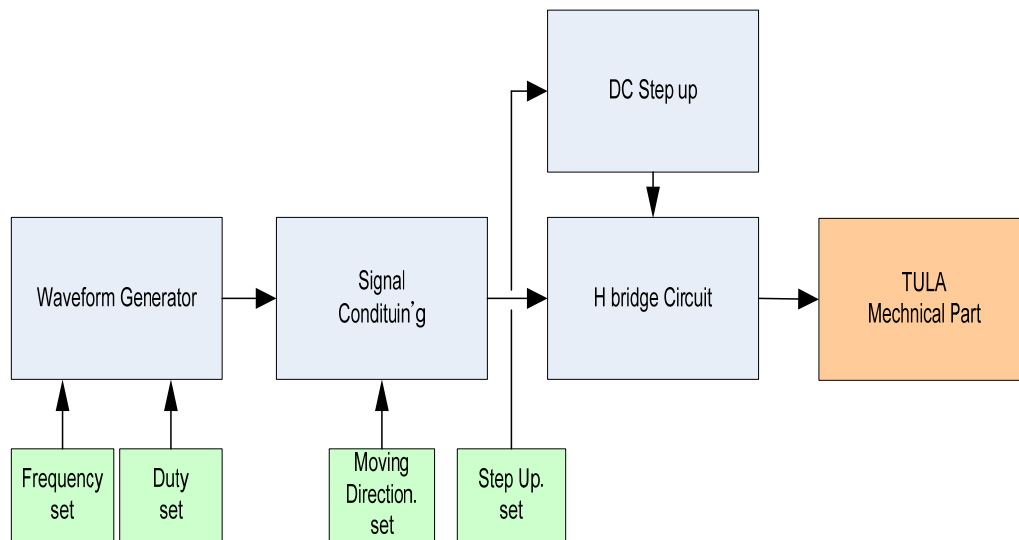 DC Step up
Waveform Generator
Signal
Condituin’g
H bridge Circuit
TULA
Mechnical Part
Frequency
set
Duty
set
Moving
Direction.
set
Step Up.
set